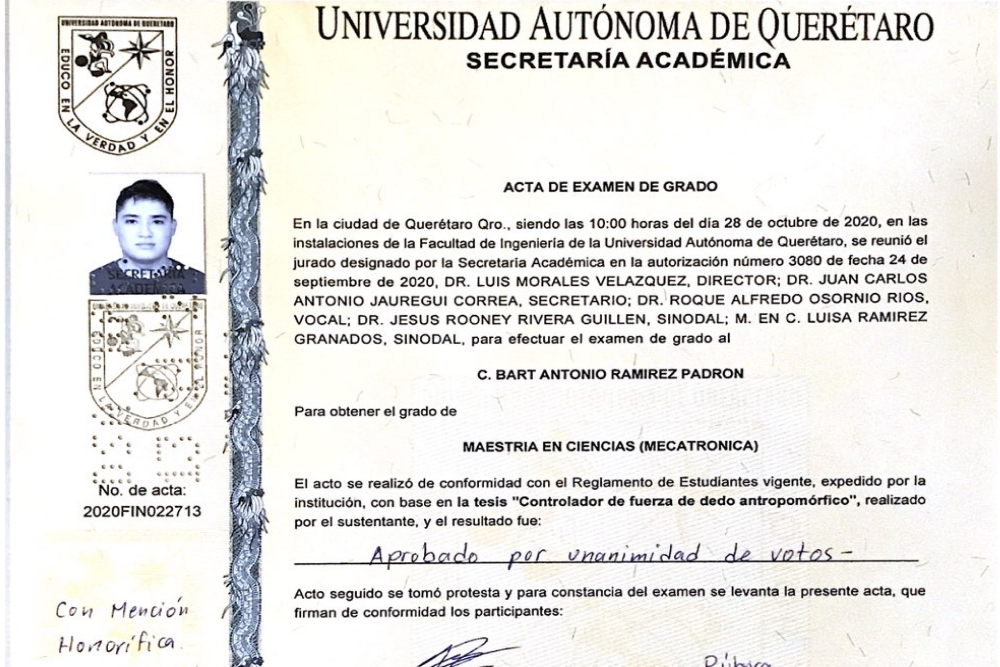 UNIVERSIDAD AUTÓNOMA DE QUERÉTARO
SECRETARÍA ACADÉMICA
UNIVERSIDAD AUTONOMA DE QUERETARO
EDUCO EN LA VERDAD Y EN EL HONOR
SECRETARIA
ACADEMICA
EDUCO EN LA VERDAD Y EN EL HONOR
No. de acta:
2020FIN022713
Con Mención
Honorífica.
ACTA DE EXAMEN DE GRADO
En la ciudad de Querétaro Qro., siendo las 10:00 horas del día 28 de octubre de 2020, en las
instalaciones de la Facultad de Ingeniería de la Universidad Autónoma de Querétaro, se reunió el
jurado designado por la Secretaria Académica en la autorización número 3080 de fecha 24 de
septiembre de 2020, DR. LUIS MORALES VELAZQUEZ, DIRECTOR; DR. JUAN CARLOS
ANTONIO JAUREGUI CORREA, SECRETARIO; DR. ROQUE ALFREDO OSORNIO RIOS,
VOCAL; DR. JESUS ROONEY RIVERA GUILLEN, SINODAL; M. EN C. LUISA RAMIREZ
GRANADOS, SINODAL, para efectuar el examen de grado al
C. BART ANTONIO RAMIREZ PADRON
Para obtener el grado de
MAESTRIA EN CIENCIAS (MECATRONICA)
El acto se realizó de conformidad con el Reglamento de Estudiantes vigente, expedido por la
institución, con base en la tesis "Controlador de fuerza de dedo antropomórfico", realizado
por el sustentante, y el resultado fue:
Aprobado por unanimidad de votos-
Acto seguido se tomó protesta y para constancia del examen se levanta la presente acta, que
firman de conformidad los participantes: